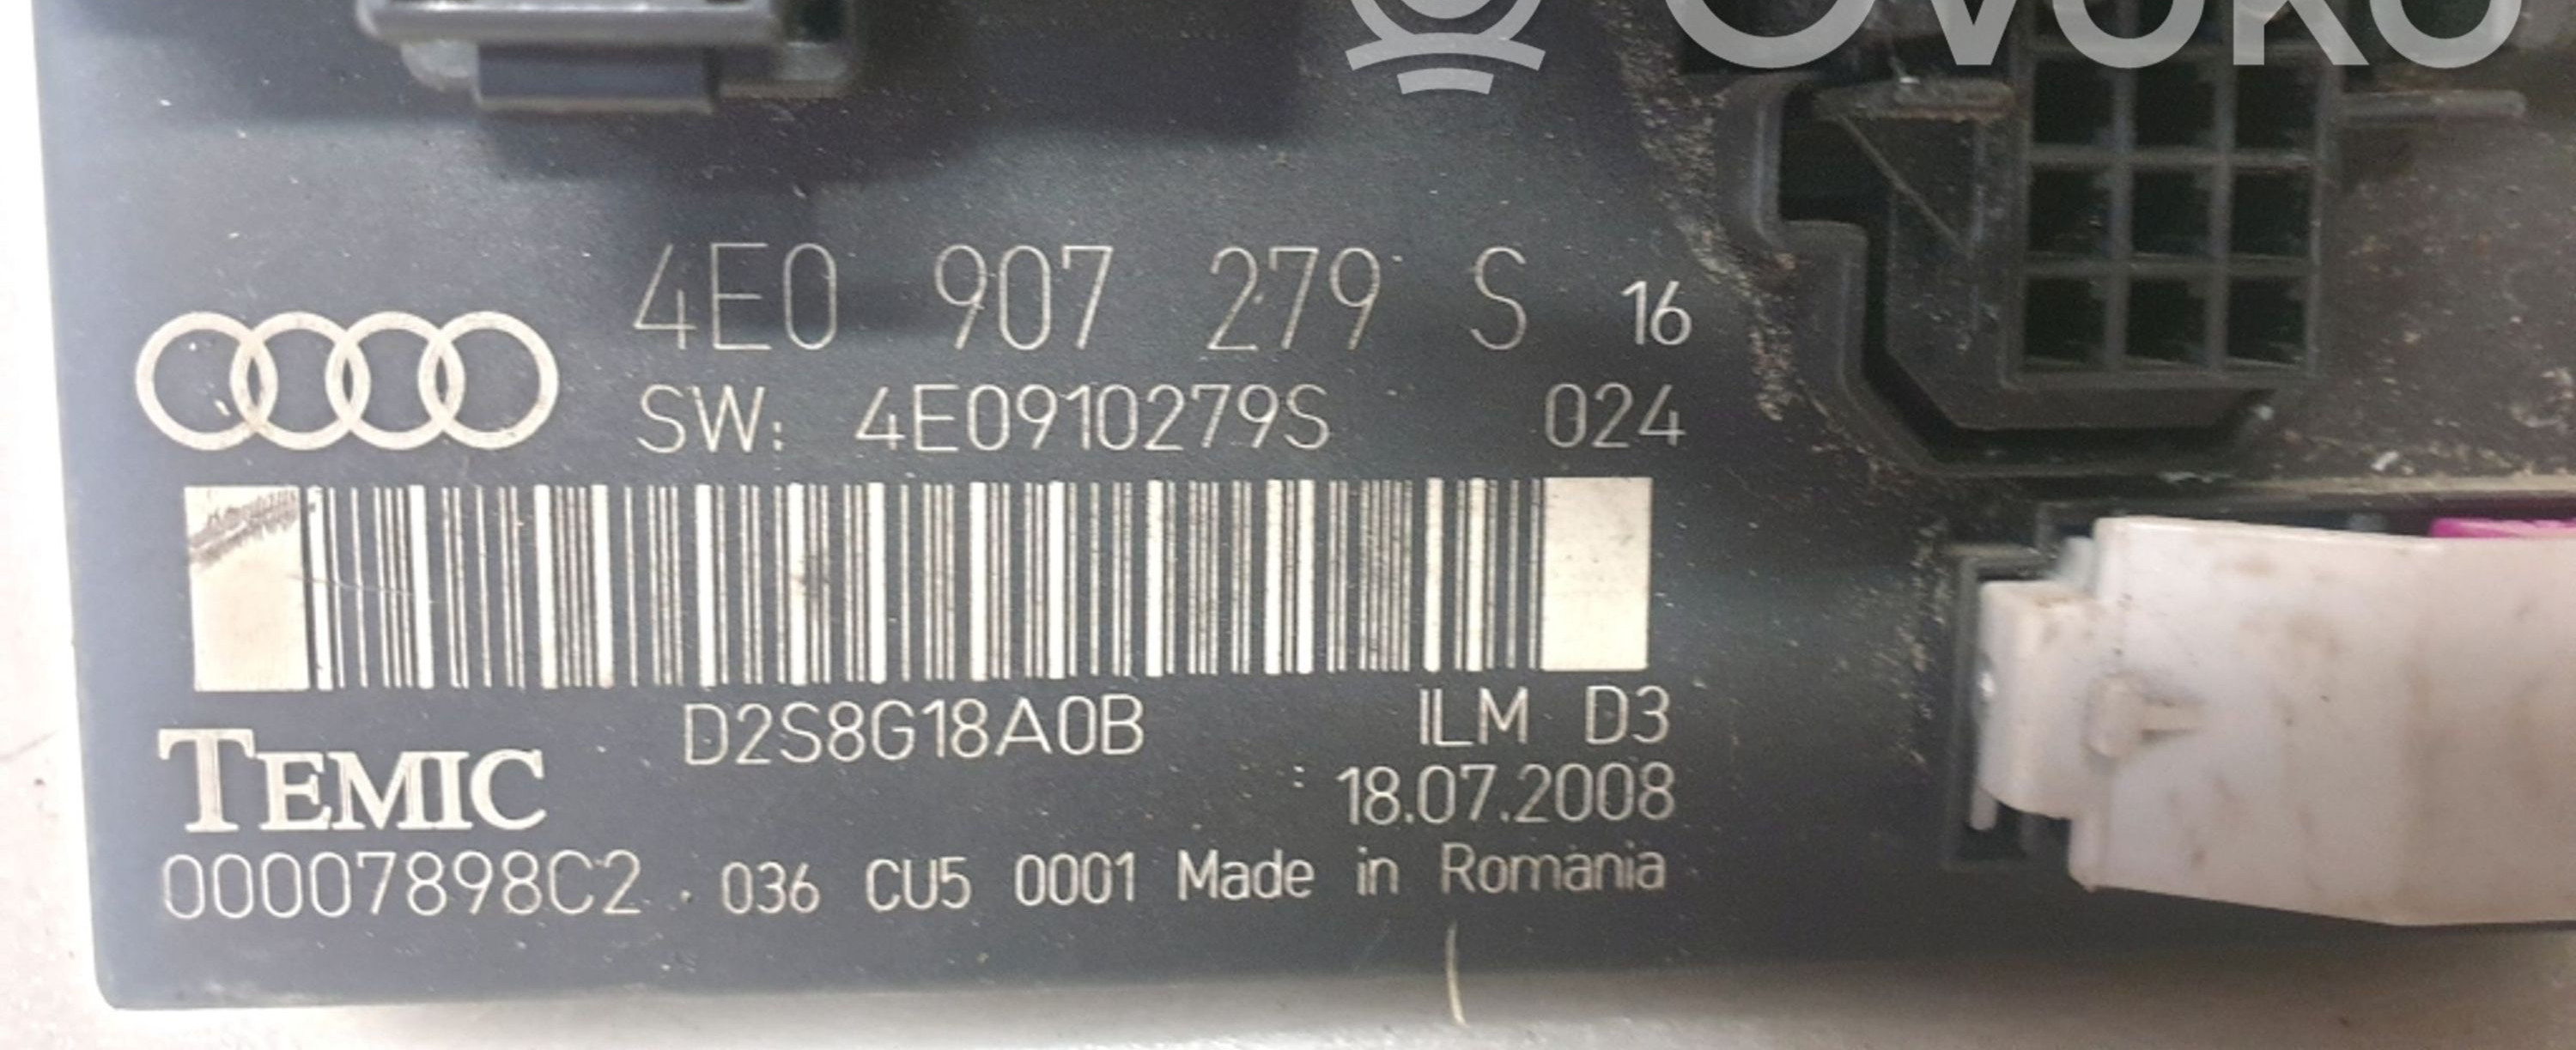 OVOKO
4E0 907 279 S 16
SW: 4E0910279S 024
D2S8G18A0B ILM D3
TEMIC 18.07.2008
00007898C2 036 CU5 0001 Made in Romania